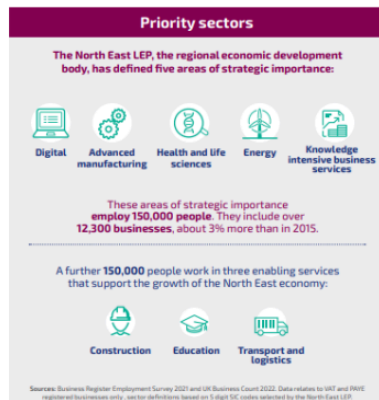 Priority sectors
The North East LEP, the regional economic development
body, has defined five areas of strategic importance:
Digital
Advanced
manufacturing
Health and life
sciences
Energy
Knowledge
intensive business
services
These areas of strategic importance
employ 150,000 people. They include over
12,300 businesses, about 3% more than in 2015.
A further 150,000 people work in three enabling services
that support the growth of the North East economy:
Construction
Education
Transport and
logistics
Sources: Business Register Employment Survey 2021 and UK Business Count 2022. Data relates to VAT and PAYE
registered businesses only , sector definitions based on 5 digit SIC codes selected by the North East LEP.